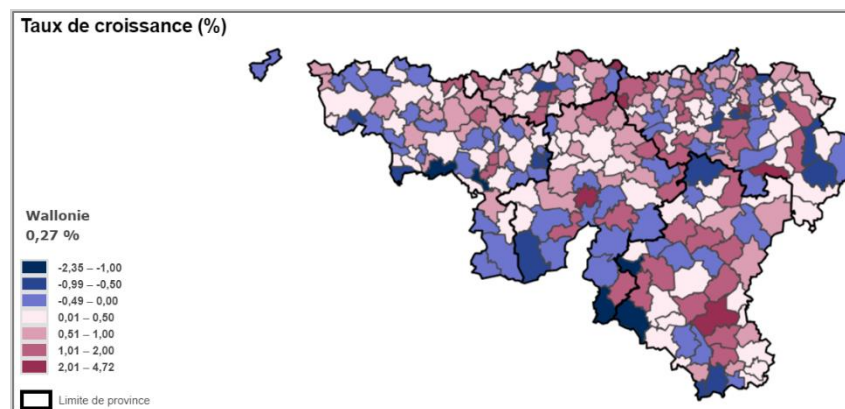 Taux de croissance (%)
Wallonie
0,27 %
-2,35 – -1,00
-0,99 – -0,50
-0,49 – 0,00
0,01 – 0,50
0,51 – 1,00
1,01 – 2,00
2,01 – 4,72
Limite de province